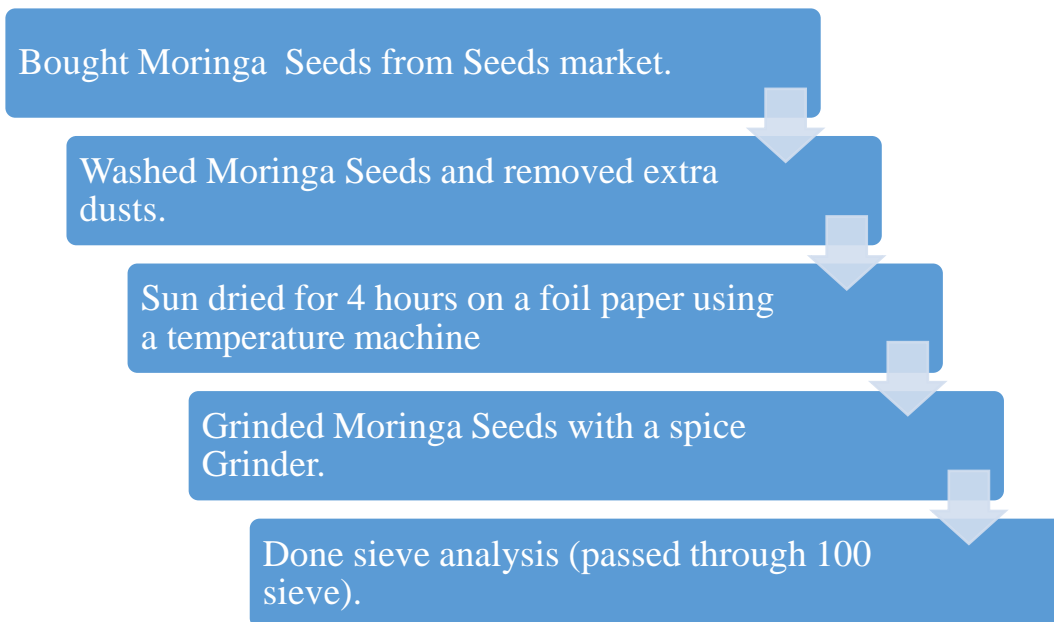 Bought Moringa  Seeds from Seeds market.
Washed Moringa Seeds and removed extra
dusts.
Sun dried for 4 hours on a foil paper using
a temperature machine
Grinded Moringa Seeds with a spice
Grinder.
Done sieve analysis (passed through 100
sieve).